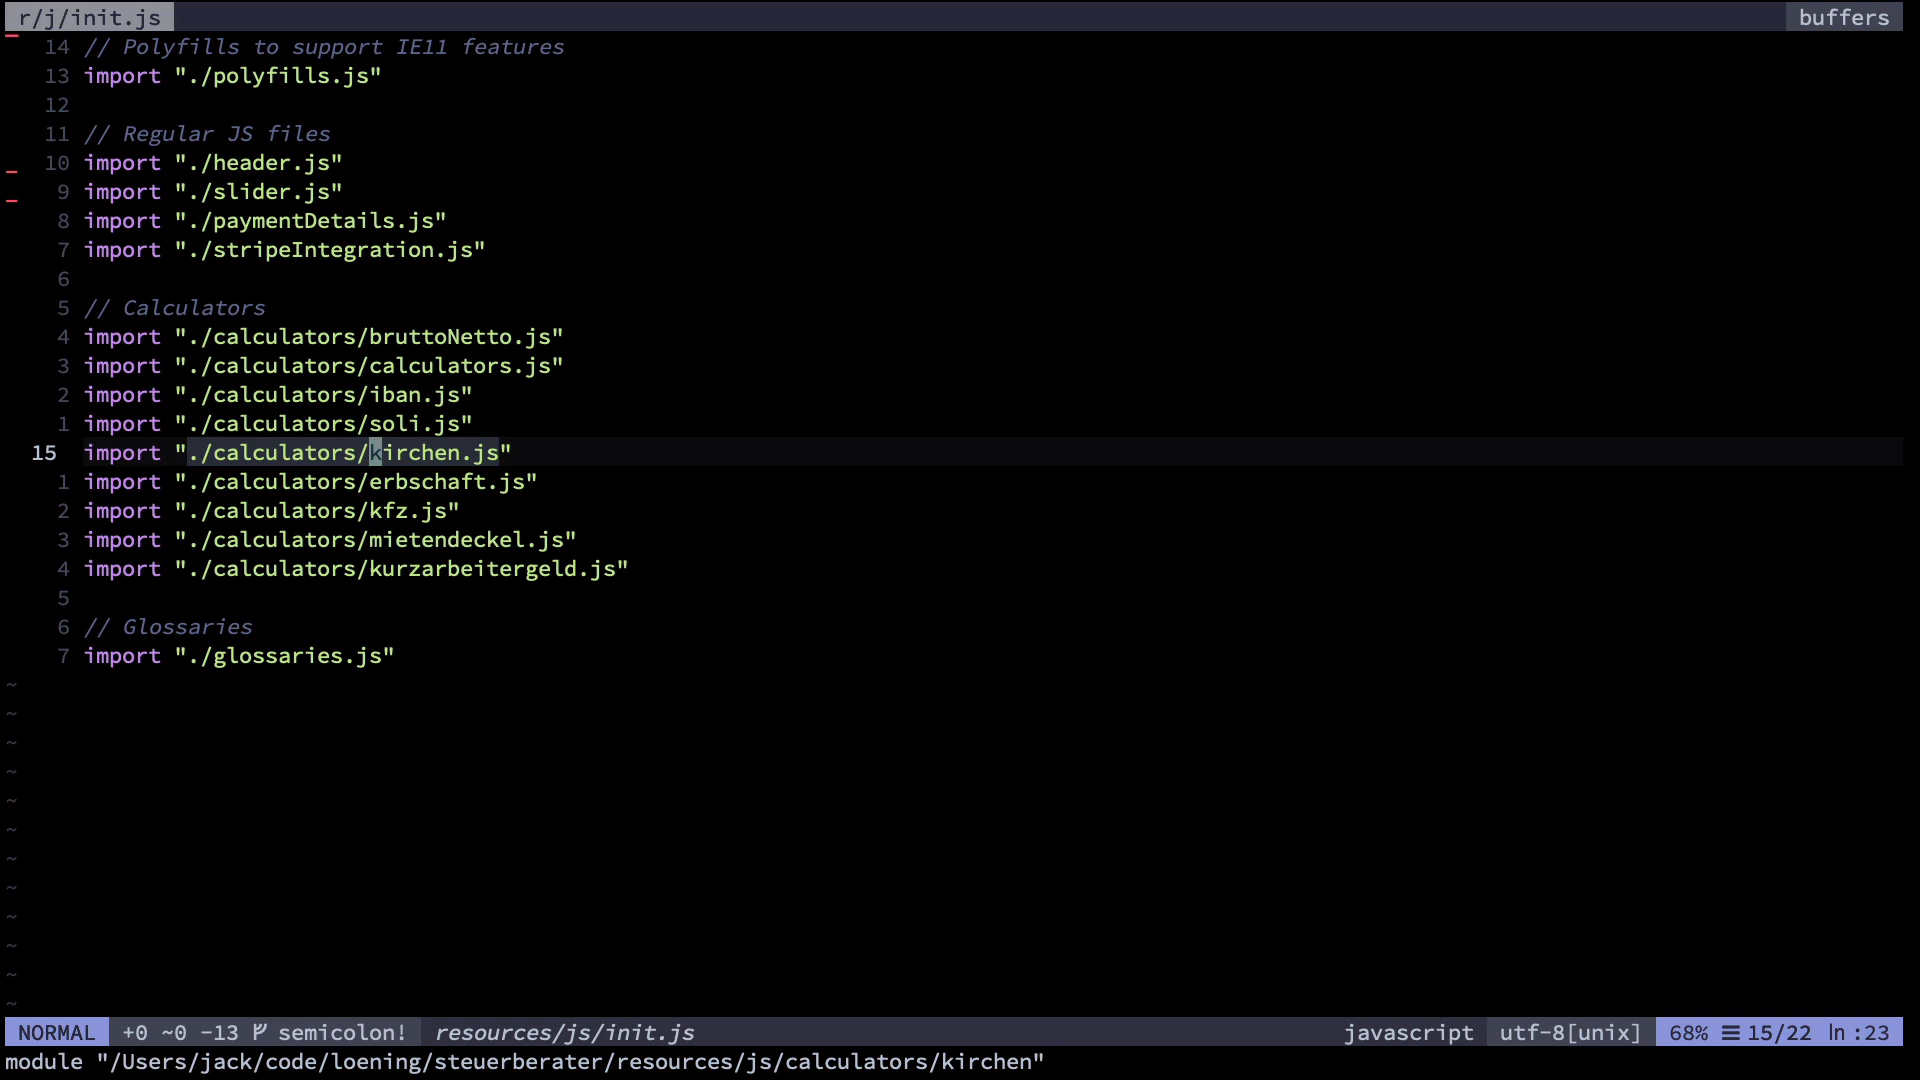 r/j/init.js buffers
14 // Polyfills to support IE11 features
13 import "./polyfills.js"
12
11 // Regular JS files
10 import "./header.js"
9 import "./slider.js"
8 import "./paymentDetails.js"
7 import "./stripeIntegration.js"
6
5 // Calculators
4 import "./calculators/bruttoNetto.js"
3 import "./calculators/calculators.js"
2 import "./calculators/iban.js"
1 import "./calculators/soli.js"
15 import "./calculators/kirchen.js"
1 import "./calculators/erbschaft.js"
2 import "./calculators/kfz.js"
3 import "./calculators/mietendeckel.js"
4 import "./calculators/kurzarbeitergeld.js"
5
6 // Glossaries
7 import "./glossaries.js"
~
~
~
~
~
~
~
~
~
~
~
~
NORMAL +0 ~0 -13 semicolon! resources/js/init.js javascript utf-8[unix] 68% ☰ 15/22 ln :23
module "/Users/jack/code/loening/steuerberater/resources/js/calculators/kirchen"